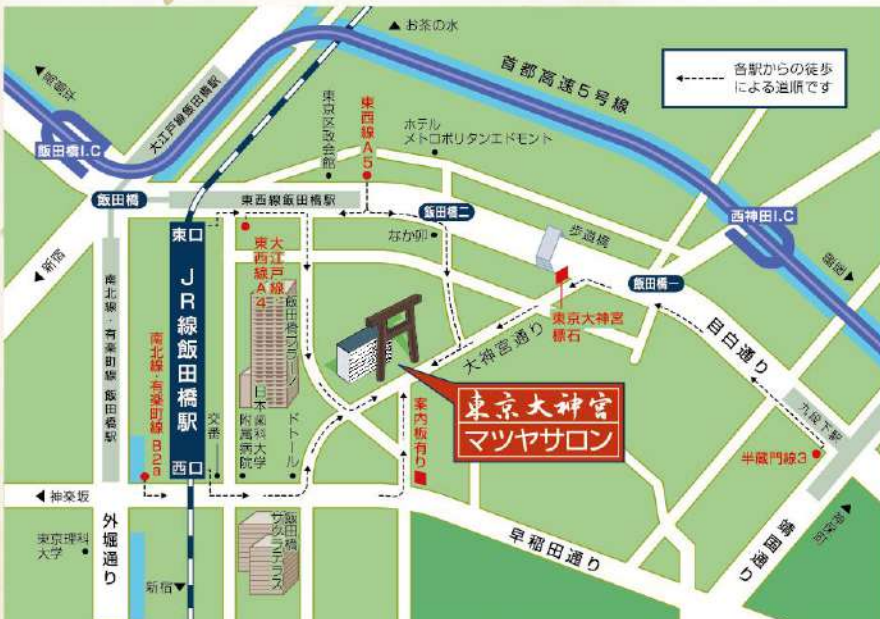 ▲お茶の水
首都高速5号線
各駅からの徒歩
による道順です
飯田橋I.C
大江戸線飯田橋駅
東京区政会館
東西線A5
ホテル
メトロポリタンエドモント
飯田橋
東西線飯田橋駅
飯田橋二
西神田I.C
東口
JR線飯田橋駅
西口
▲新宿
なか卯
歩道橋
飯田橋一
大江戸線・
東西線A4
飯田橋プラーノ
東京大神宮
標石
大神宮通り
目白通り
南北線・有楽町線 飯田橋駅
南北線・有楽町線 B2a
交番
日本歯科大学
附属病院
ドトール
案内板有り
東京大神宮
マツヤサロン
九段下駅
半蔵門線3
◀神楽坂
神保町
東京理科
大学
外堀通り
飯田橋
サクラテラス
早稲田通り
靖国通り
新宿▼